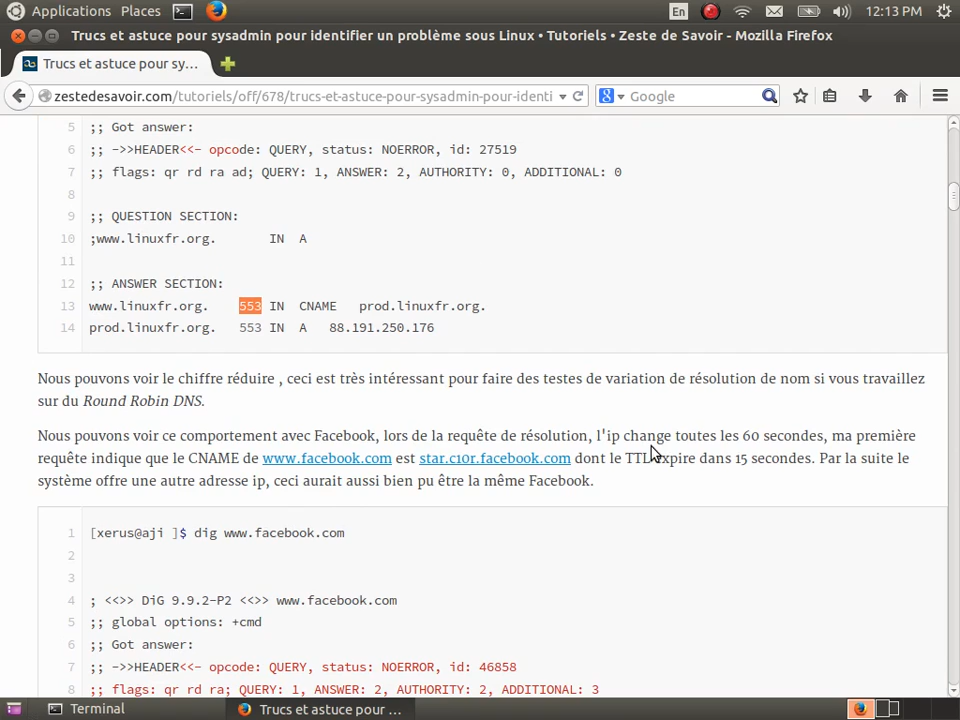 Applications Places En 12:13 PM
Trucs et astuce pour sysadmin pour identifier un problème sous Linux • Tutoriels • Zeste de Savoir - Mozilla Firefox
Trucs et astuce pour sy...
zestedesavoir.com/tutoriels/off/678/trucs-et-astuce-pour-sysadmin-pour-identi Google
5 ;; Got answer:
6 ;; ->>HEADER<<- opcode: QUERY, status: NOERROR, id: 27519
7 ;; flags: qr rd ra ad; QUERY: 1, ANSWER: 2, AUTHORITY: 0, ADDITIONAL: 0
8
9 ;; QUESTION SECTION:
10 ;www.linuxfr.org. IN A
11
12 ;; ANSWER SECTION:
13 www.linuxfr.org. 553 IN CNAME prod.linuxfr.org.
14 prod.linuxfr.org. 553 IN A 88.191.250.176
Nous pouvons voir le chiffre réduire , ceci est très intéressant pour faire des testes de variation de résolution de nom si vous travaillez
sur du Round Robin DNS.
Nous pouvons voir ce comportement avec Facebook, lors de la requête de résolution, l'ip change toutes les 60 secondes, ma première
requête indique que le CNAME de www.facebook.com est star.c10r.facebook.com dont le TTL expire dans 15 secondes. Par la suite le
système offre une autre adresse ip, ceci aurait aussi bien pu être la même Facebook.
1 [xerus@aji ]$ dig www.facebook.com
2
3
4 ; <<>> DiG 9.9.2-P2 <<>> www.facebook.com
5 ;; global options: +cmd
6 ;; Got answer:
7 ;; ->>HEADER<<- opcode: QUERY, status: NOERROR, id: 46858
8 ;; flags: qr rd ra; QUERY: 1, ANSWER: 2, AUTHORITY: 2, ADDITIONAL: 3
Terminal Trucs et astuce pour ...